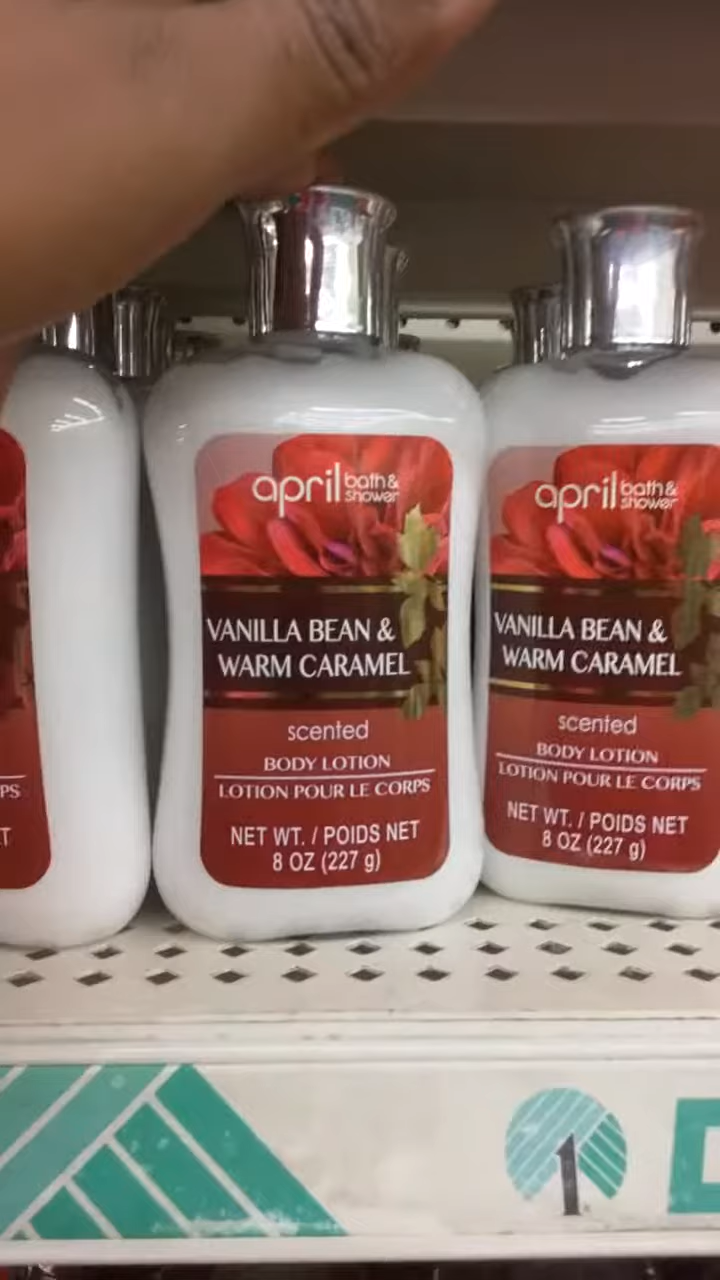 april bath & shower
VANILLA BEAN &
WARM CARAMEL
scented
BODY LOTION
LOTION POUR LE CORPS
NET WT. / POIDS NET
8 OZ (227 g)
april bath & shower
VANILLA BEAN &
WARM CARAMEL
scented
BODY LOTION
LOTION POUR LE CORPS
NET WT. / POIDS NET
8 OZ (227 g)
PS
T
1 D